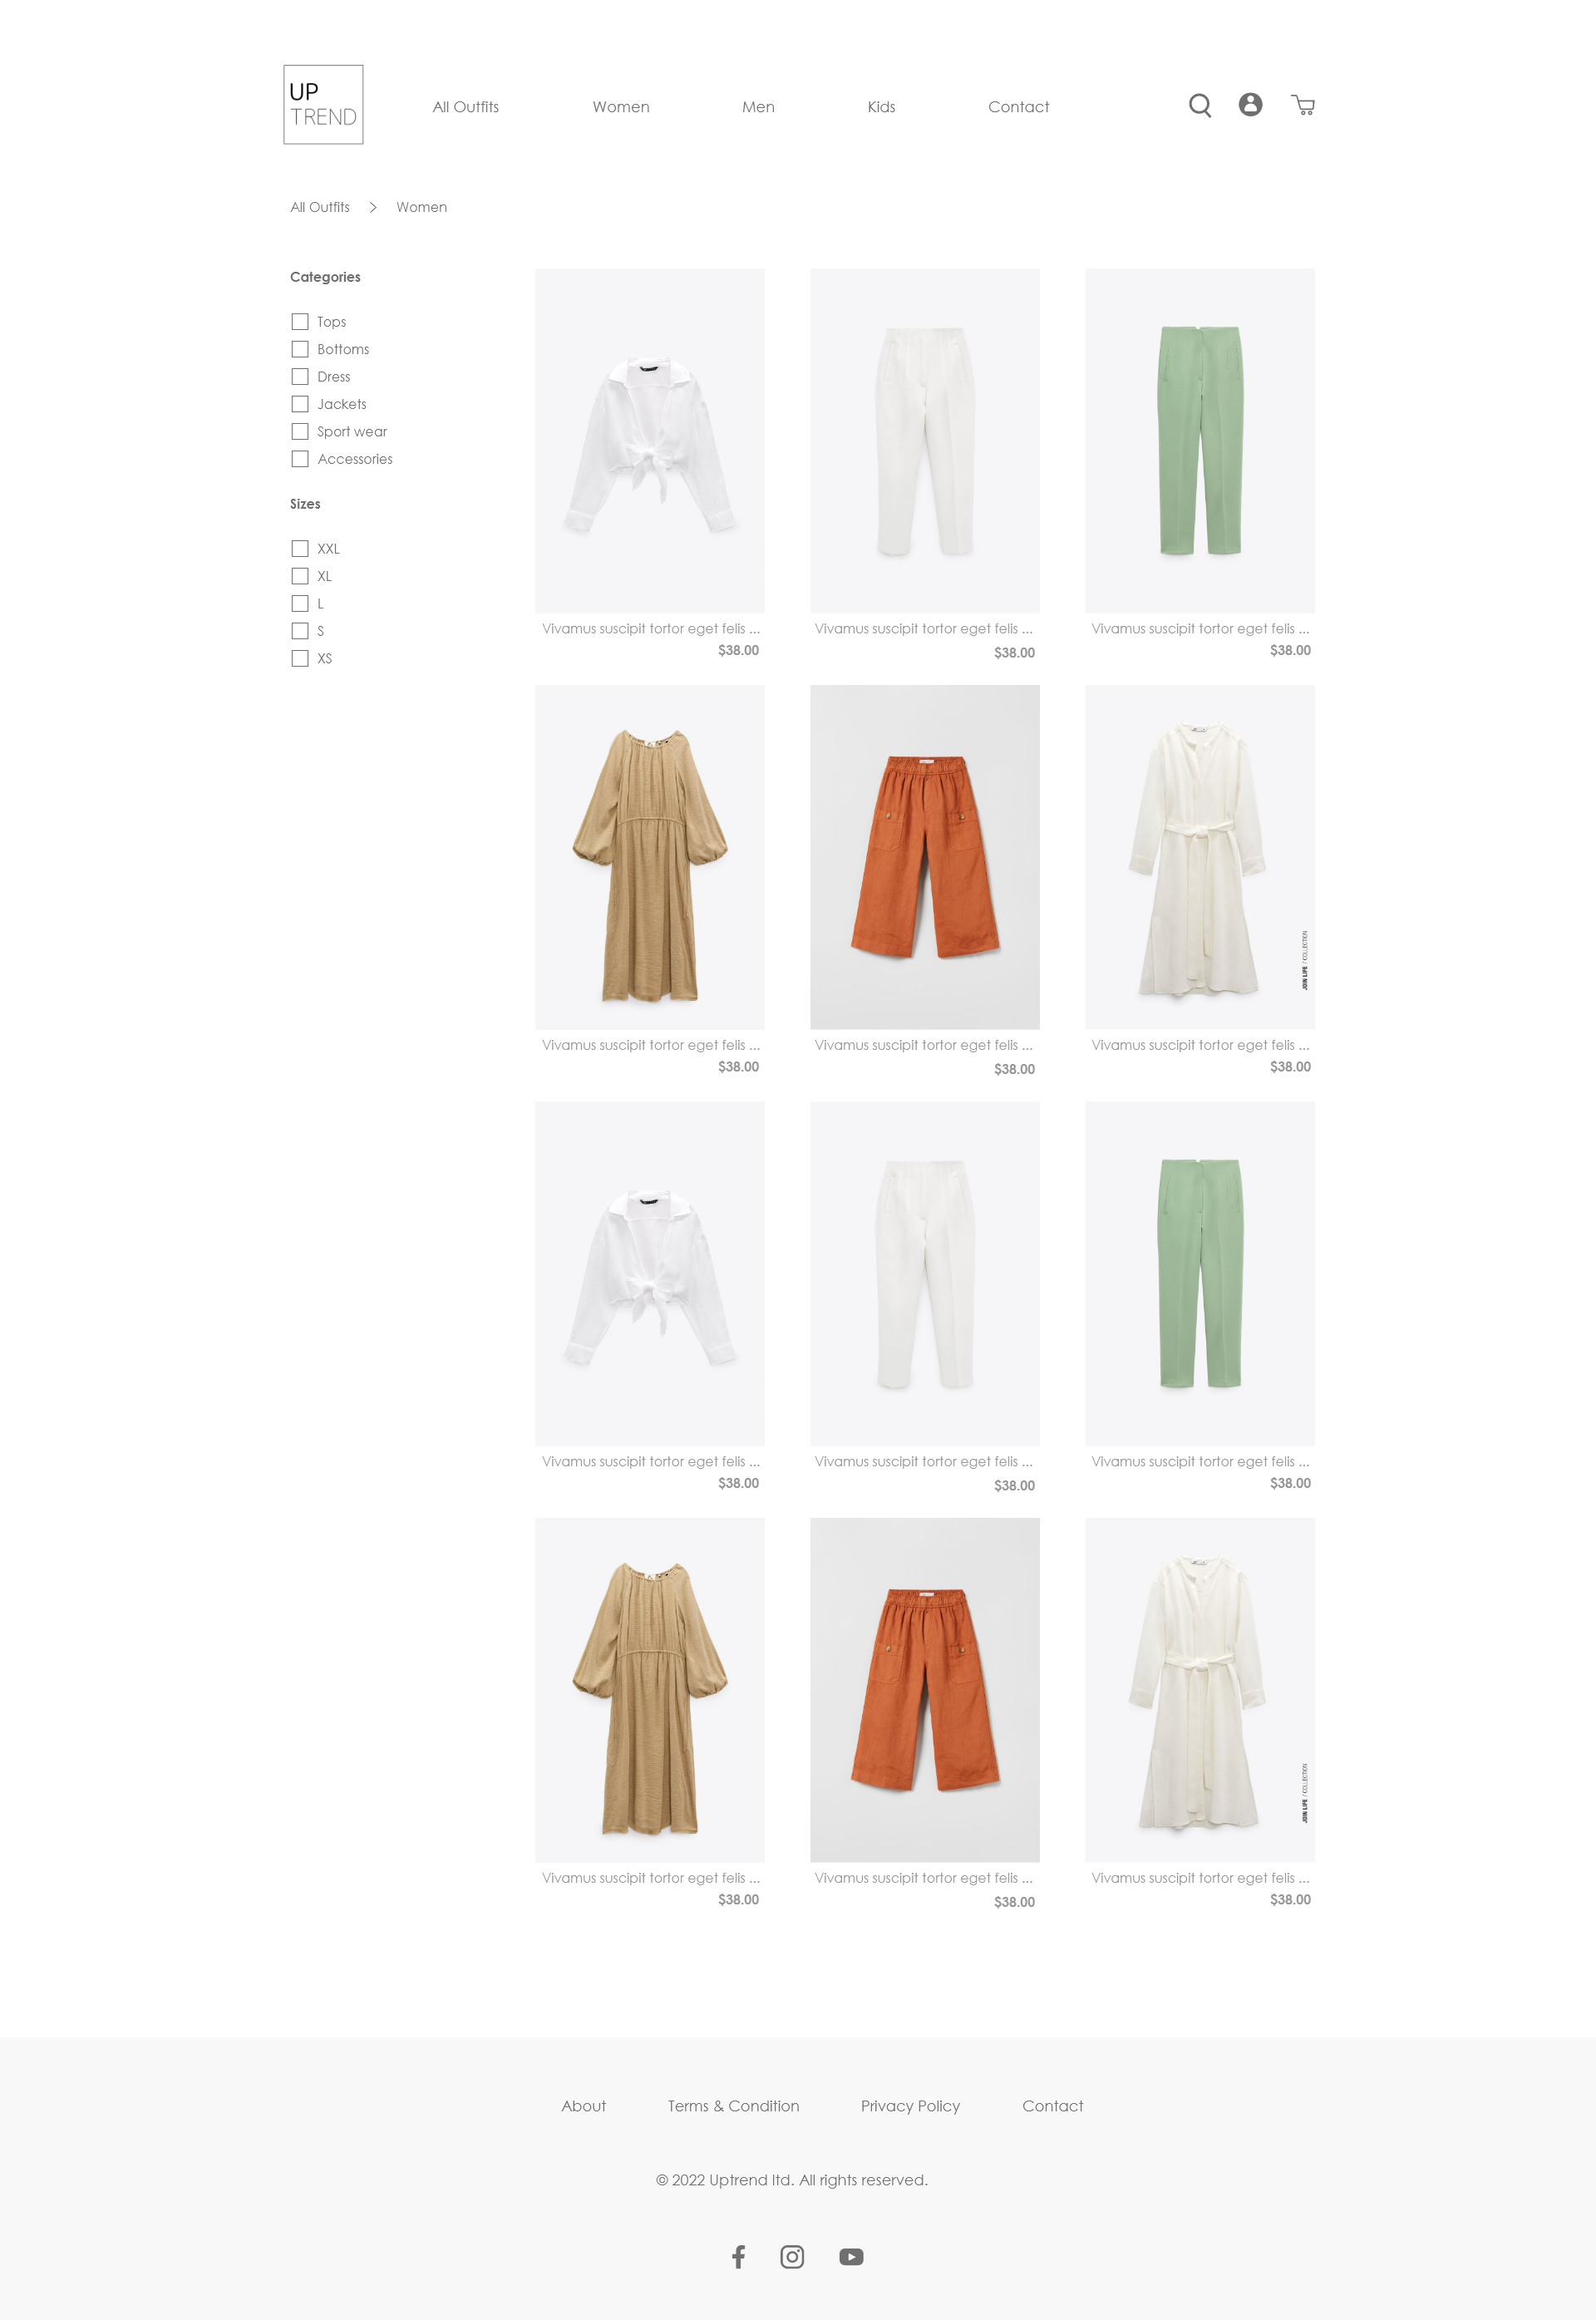 UP
TREND
All Outfits Women Men Kids Contact
All Outfits > Women
Categories
Tops
Bottoms
Dress
Jackets
Sport wear
Accessories
Sizes
XXL
XL
L
S
XS
Vivamus suscipit tortor eget felis ... Vivamus suscipit tortor eget felis ... Vivamus suscipit tortor eget felis ...
$38.00 $38.00 $38.00
JOIN LIFE / COLLECTION
Vivamus suscipit tortor eget felis ... Vivamus suscipit tortor eget felis ... Vivamus suscipit tortor eget felis ...
$38.00 $38.00 $38.00
Vivamus suscipit tortor eget felis ... Vivamus suscipit tortor eget felis ... Vivamus suscipit tortor eget felis ...
$38.00 $38.00 $38.00
JOIN LIFE / COLLECTION
Vivamus suscipit tortor eget felis ... Vivamus suscipit tortor eget felis ... Vivamus suscipit tortor eget felis ...
$38.00 $38.00 $38.00
About Terms & Condition Privacy Policy Contact
© 2022 Uptrend ltd. All rights reserved.